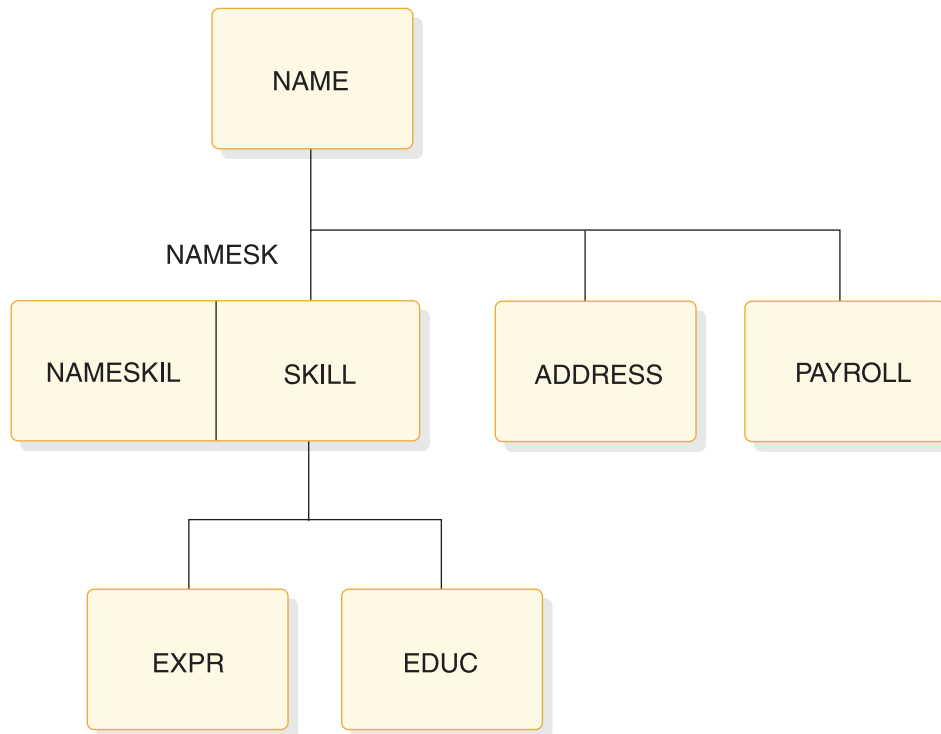 NAME
NAMESK
NAMESKIL
SKILL
ADDRESS
PAYROLL
EXPR
EDUC